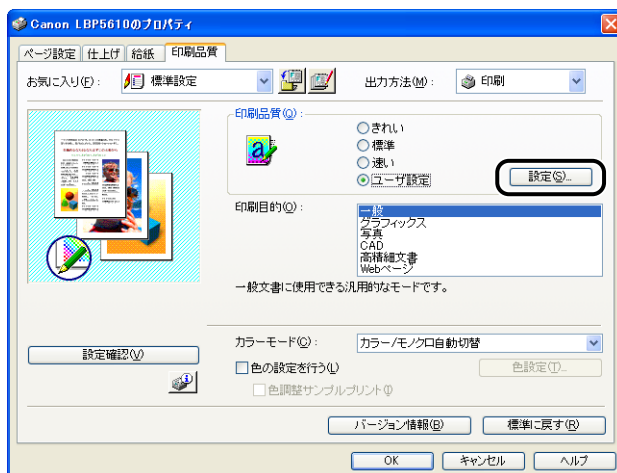 Canon LBP5610のプロパティ
ページ設定 仕上げ 給紙 印刷品質
お気に入り(F)： 標準設定 出力方法(M)： 印刷
印刷品質(Q)：
きれい
標準
速い
ユーザ設定 設定(S)...
印刷目的(O)： 一般
グラフィックス
写真
CAD
高精細文書
Webページ
一般文書に使用できる汎用的なモードです。
カラーモード(C)： カラー/モノクロ自動切替
設定確認(V)
色の設定を行う(L) 色設定(T)...
色調整サンプルプリント(I)
バージョン情報(B) 標準に戻す(R)
OK キャンセル ヘルプ